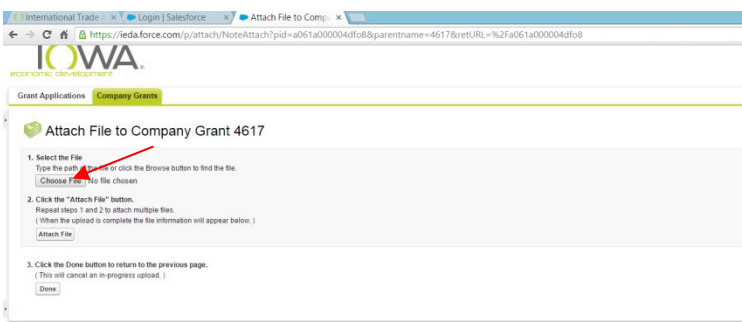 International Trade
Login | Salesforce
Attach File to Comp
https://ieda.force.com/p/attach/NoteAttach?pid=a061a000004dfo8&parentname=4617&retURL=%2Fa061a000004dfo8
IOWA.
economic development
Grant Applications Company Grants
Attach File to Company Grant 4617
1. Select the File
Type the path of the file or click the Browse button to find the file.
Choose File No file chosen
2. Click the "Attach File" button.
Repeat steps 1 and 2 to attach multiple files.
( When the upload is complete the file information will appear below. )
Attach File
3. Click the Done button to return to the previous page.
( This will cancel an in-progress upload. )
Done